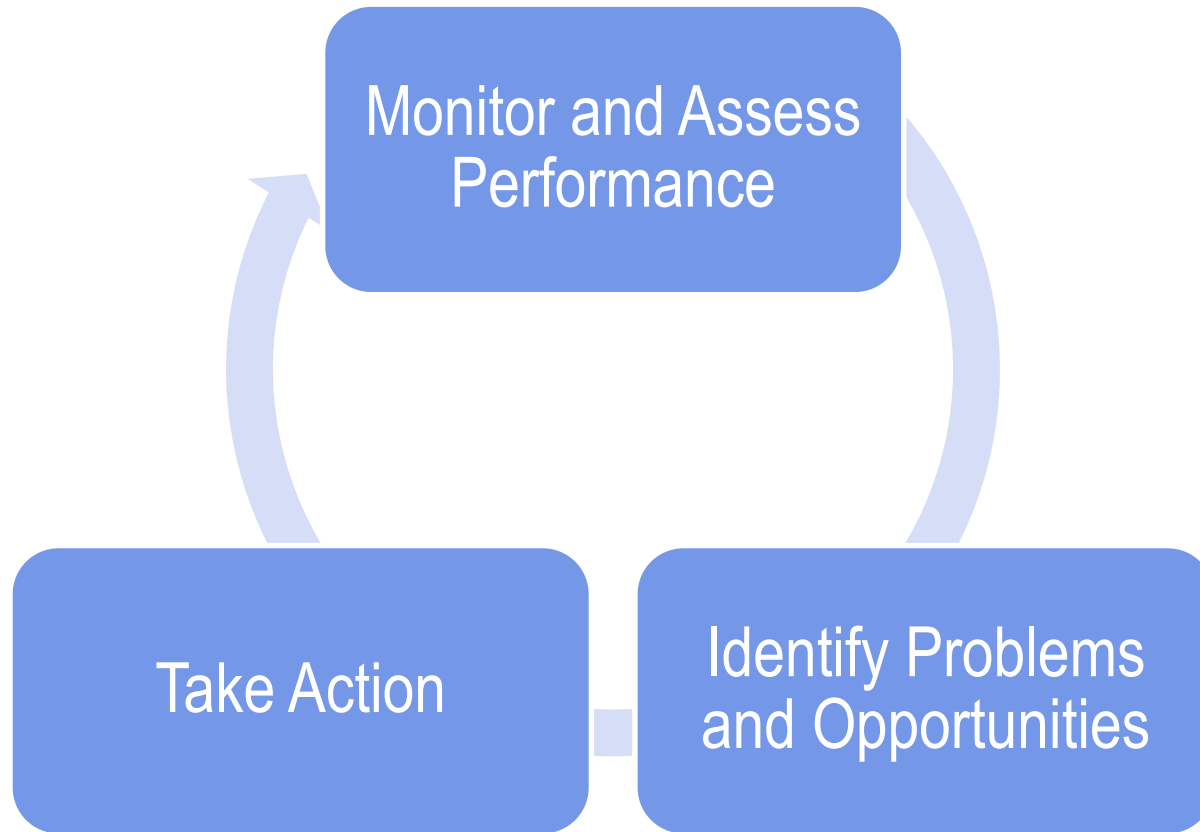 Monitor and Assess
Performance
Identify Problems
and Opportunities
Take Action